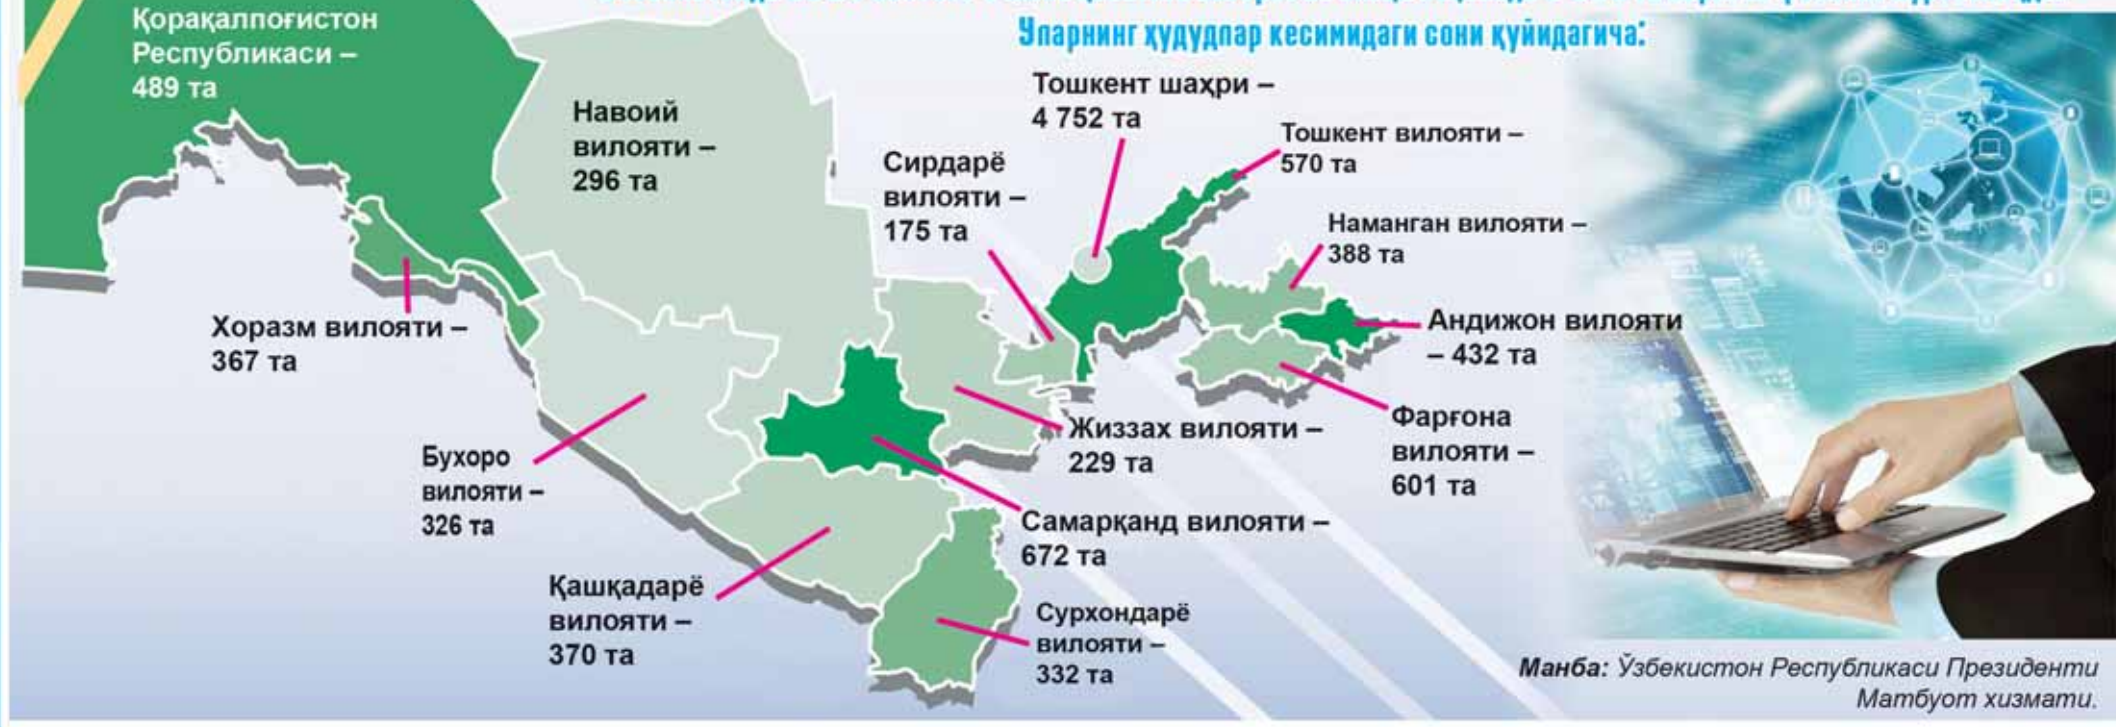 Уларнинг ҳудудлар кесимидаги сони қуйидагича:
Қорақалпоғистон
Республикаси –
489 та
Навоий
вилояти –
296 та
Тошкент шаҳри –
4 752 та
Тошкент вилояти –
570 та
Сирдарё
вилояти –
175 та
Наманган вилояти –
388 та
Хоразм вилояти –
367 та
Андижон вилояти
– 432 та
Бухоро
вилояти –
326 та
Жиззах вилояти –
229 та
Фарғона
вилояти –
601 та
Самарқанд вилояти –
672 та
Қашқадарё
вилояти –
370 та
Сурхондарё
вилояти –
332 та
Манба: Ўзбекистон Республикаси Президенти
Матбуот хизмати.